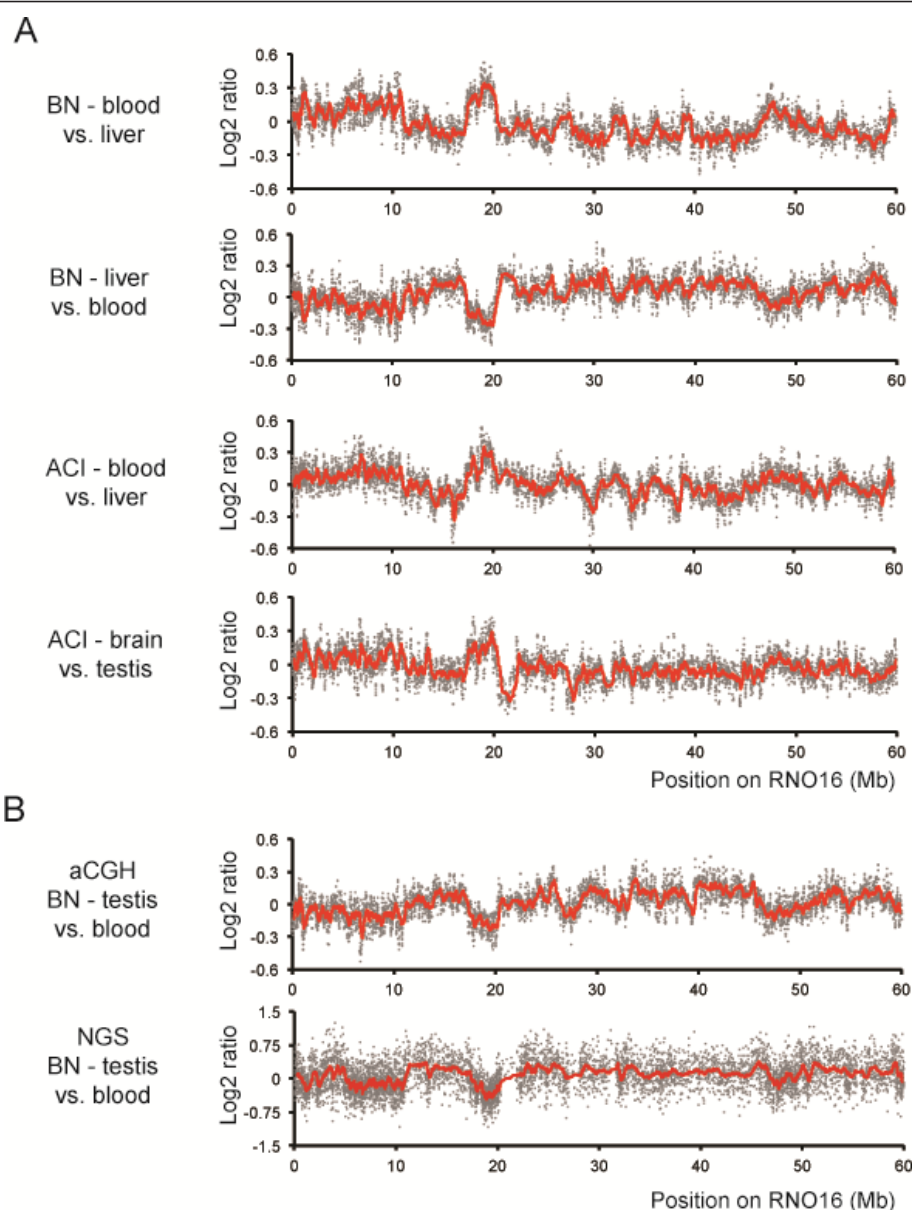 A
BN - blood
vs. liver
Log2 ratio
0.6
0.3
0
-0.3
-0.6
0 10 20 30 40 50 60
BN - liver
vs. blood
Log2 ratio
0.6
0.3
0
-0.3
-0.6
0 10 20 30 40 50 60
ACI - blood
vs. liver
Log2 ratio
0.6
0.3
0
-0.3
-0.6
0 10 20 30 40 50 60
ACI - brain
vs. testis
Log2 ratio
0.6
0.3
0
-0.3
-0.6
0 10 20 30 40 50 60
Position on RNO16 (Mb)
B
aCGH
BN - testis
vs. blood
Log2 ratio
0.6
0.3
0
-0.3
-0.6
0 10 20 30 40 50 60
NGS
BN - testis
vs. blood
Log2 ratio
1.5
0.75
0
-0.75
-1.5
0 10 20 30 40 50 60
Position on RNO16 (Mb)